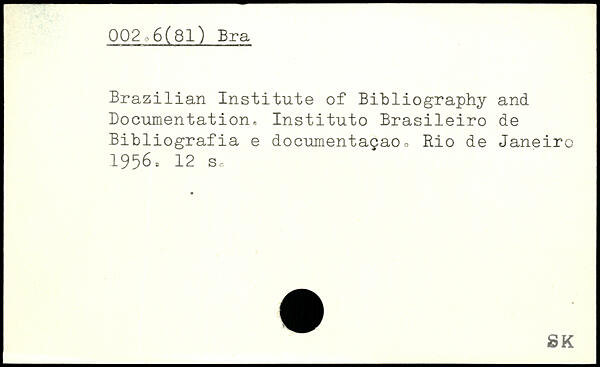 002.6(81) Bra
Brazilian Institute of Bibliography and
Documentation. Instituto Brasileiro de
Bibliografia e documentaçao. Rio de Janeiro
1956. 12 s.
SK